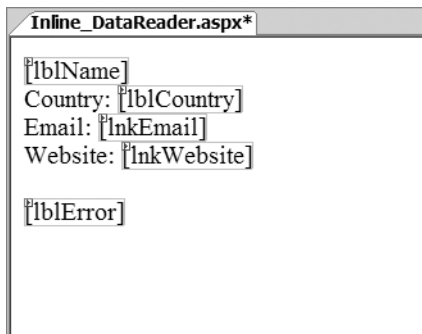 Inline_DataReader.aspx*
[lblName]
Country: [lblCountry]
Email: [lnkEmail]
Website: [lnkWebsite]
[lblError]